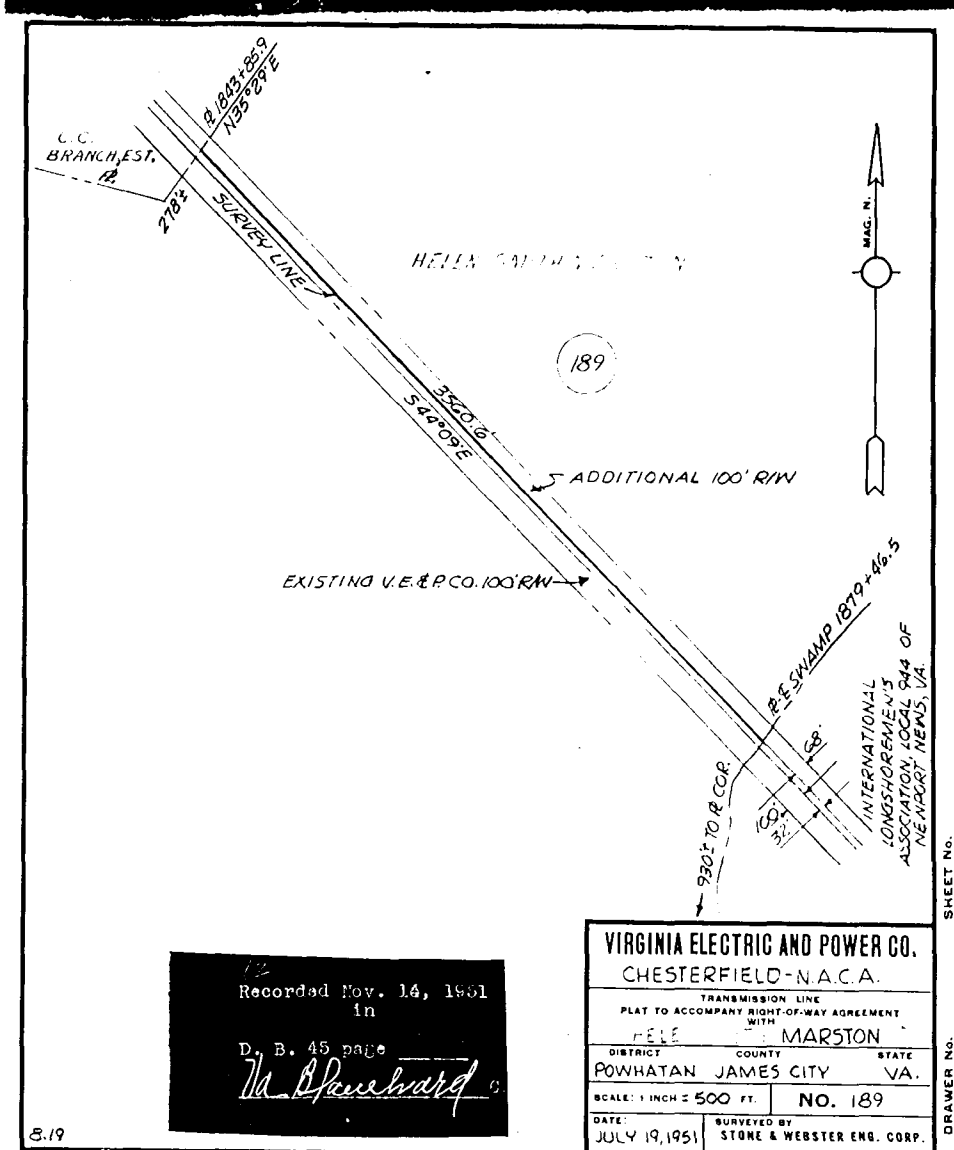 ⅊ 1843+85.9
N35°29'E
C.C.
BRANCH, EST.
⅊
278'±
SURVEY LINE
HELEN
MAG. N.
189
3560.6'
S44°09'E
ADDITIONAL 100' R/W
EXISTING V.E.&P.CO. 100'R/W
⅊-℄ SWAMP 1879+46.5
INTERNATIONAL
LONGSHOREMEN'S
ASSOCIATION, LOCAL 944 OF
NEWPORT NEWS, VA.
68'
100'
32'
930'± TO ⅊ COR.
SHEET No.
DRAWER No.
12
Recorded Nov. 14, 1951
in
D. B. 45 page
8.19
VIRGINIA ELECTRIC AND POWER CO.
CHESTERFIELD-N.A.C.A.
TRANSMISSION LINE
PLAT TO ACCOMPANY RIGHT-OF-WAY AGREEMENT
WITH
MARSTON
DISTRICT COUNTY STATE
POWHATAN JAMES CITY VA.
SCALE: 1 INCH = 500 FT. NO. 189
DATE: SURVEYED BY
JULY 19, 1951 STONE & WEBSTER ENG. CORP.